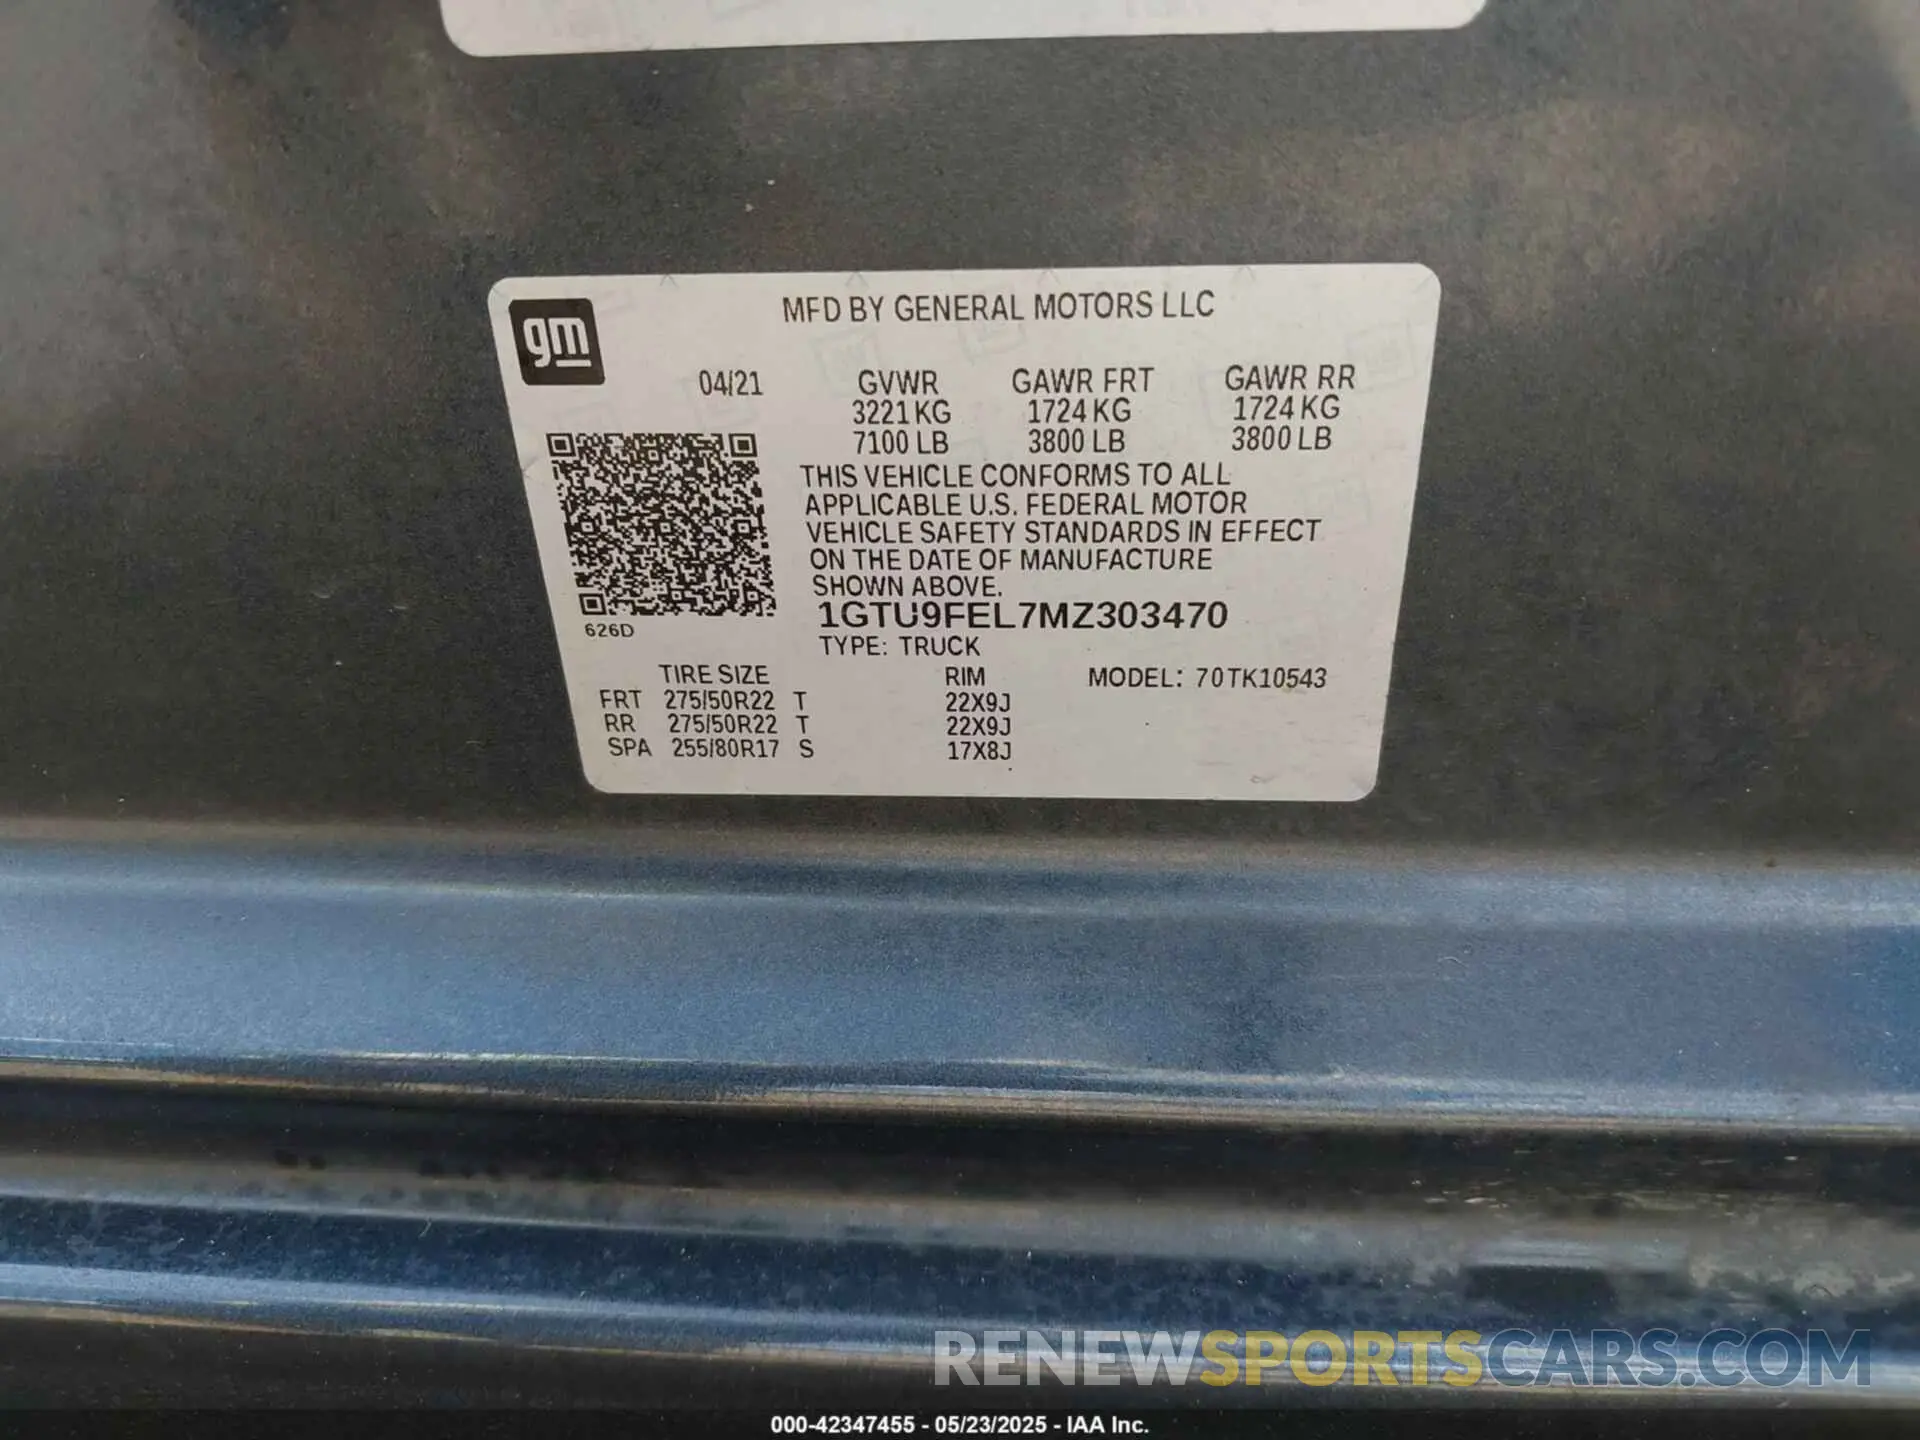 MFD BY GENERAL MOTORS LLC
gm
04/21 GVWR GAWR FRT GAWR RR
3221 KG 1724 KG 1724 KG
7100 LB 3800 LB 3800 LB
THIS VEHICLE CONFORMS TO ALL
APPLICABLE U.S. FEDERAL MOTOR
VEHICLE SAFETY STANDARDS IN EFFECT
ON THE DATE OF MANUFACTURE
SHOWN ABOVE.
626D
1GTU9FEL7MZ303470
TYPE: TRUCK
TIRE SIZE RIM MODEL: 70TK10543
FRT 275/50R22 T 22X9J
RR 275/50R22 T 22X9J
SPA 255/80R17 S 17X8J
RENEWSPORTSCARS.COM
000-42347455 - 05/23/2025 - IAA Inc.